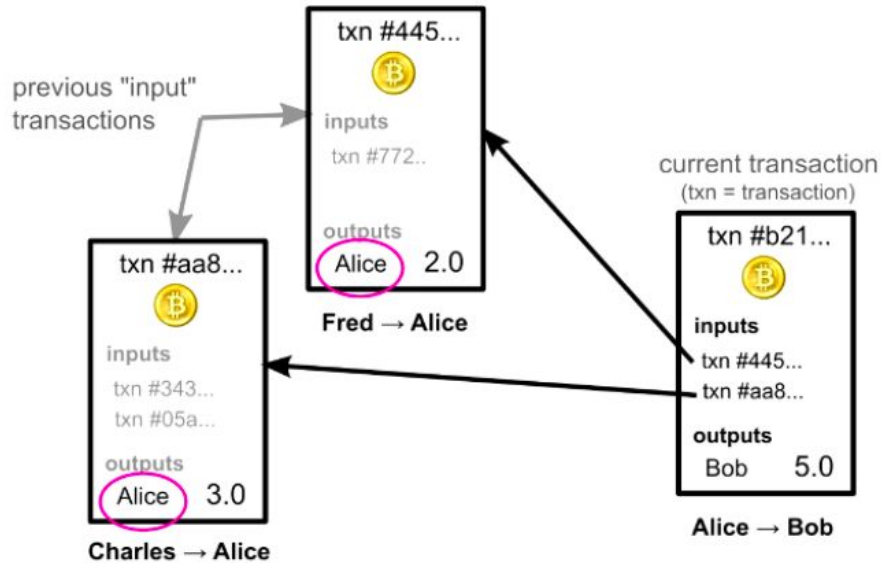 previous "input"
transactions
txn #445...
inputs
txn #772..
outputs
Alice 2.0
Fred → Alice
txn #aa8...
inputs
txn #343...
txn #05a...
outputs
Alice 3.0
Charles → Alice
current transaction
(txn = transaction)
txn #b21...
inputs
txn #445...
txn #aa8...
outputs
Bob 5.0
Alice → Bob